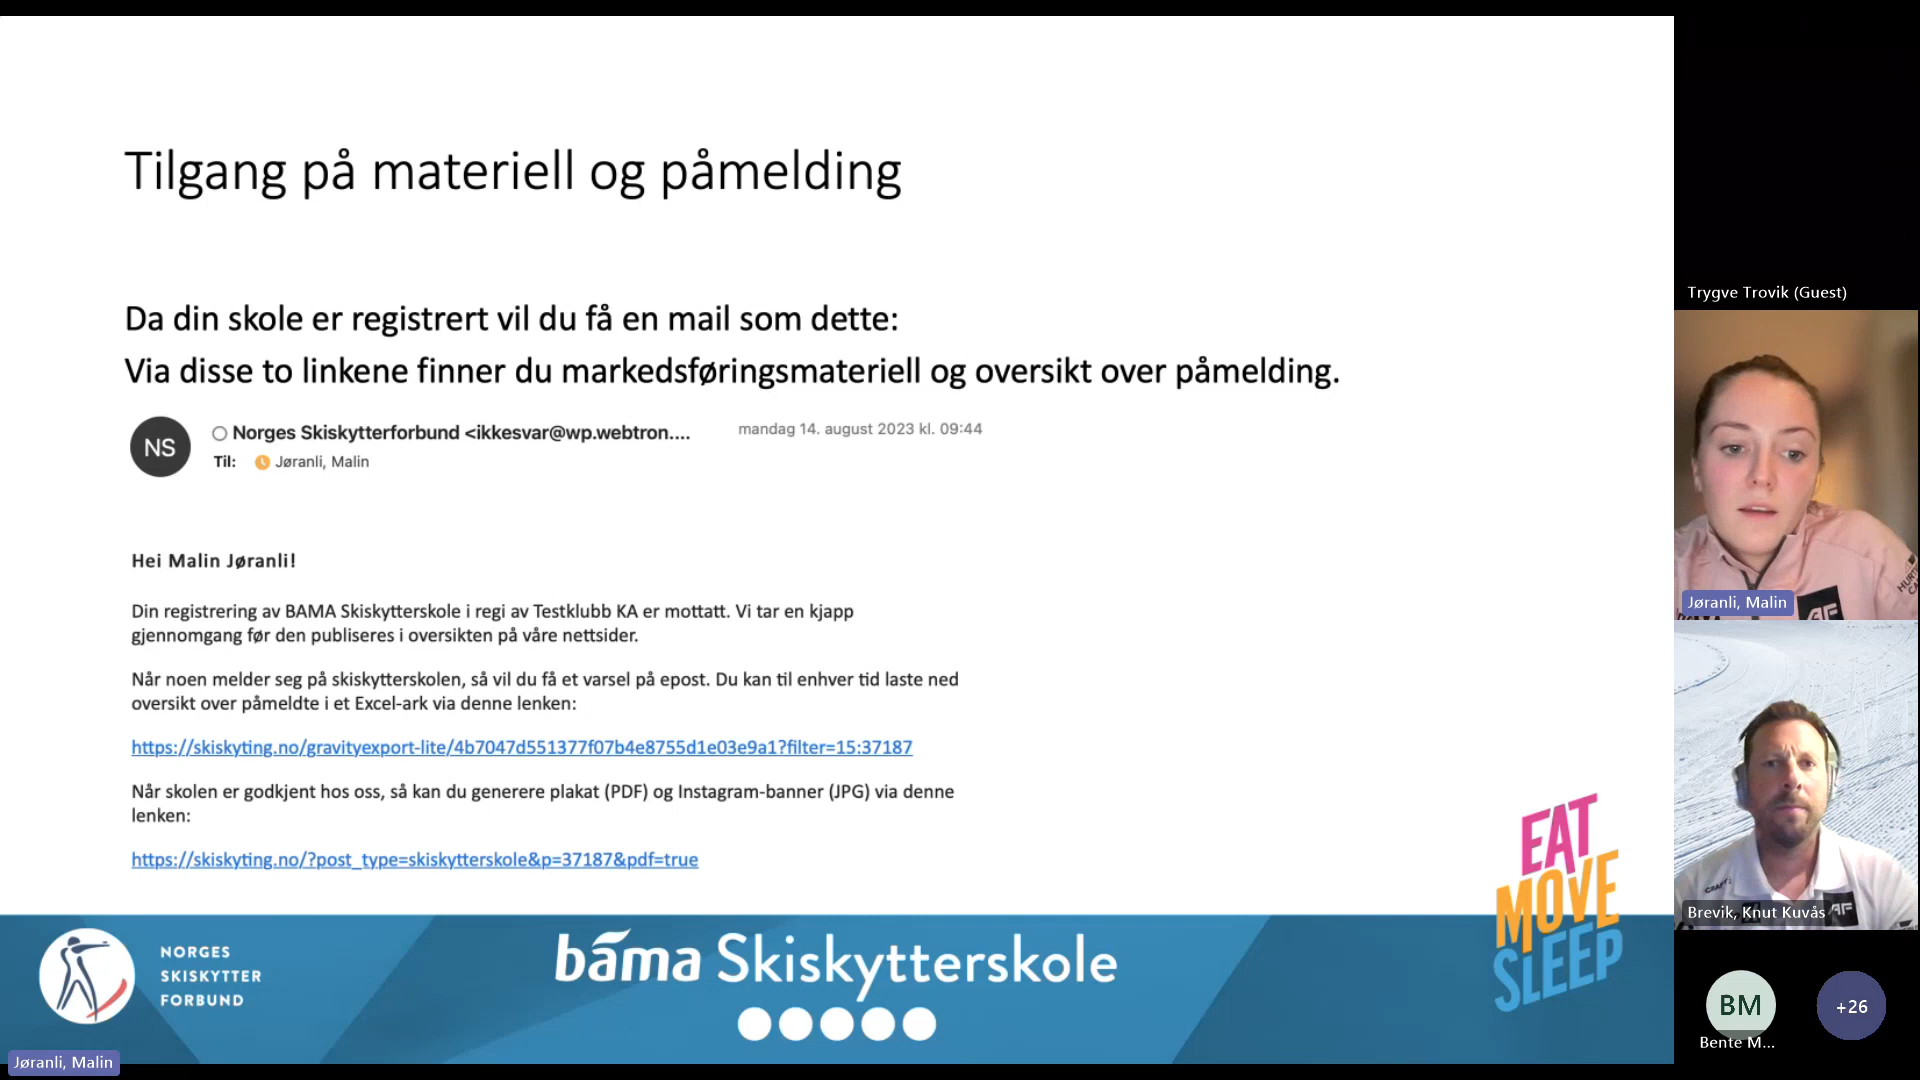 Tilgang på materiell og påmelding
Da din skole er registrert vil du få en mail som dette:
Via disse to linkene finner du markedsføringsmateriell og oversikt over påmelding.
NS
Norges Skiskytterforbund <ikkesvar@wp.webtron....
mandag 14. august 2023 kl. 09:44
Til: Jøranli, Malin
Hei Malin Jøranli!
Din registrering av BAMA Skiskytterskole i regi av Testklubb KA er mottatt. Vi tar en kjapp
gjennomgang før den publiseres i oversikten på våre nettsider.
Når noen melder seg på skiskytterskolen, så vil du få et varsel på epost. Du kan til enhver tid laste ned
oversikt over påmeldte i et Excel-ark via denne lenken:
https://skiskyting.no/gravityexport-lite/4b7047d551377f07b4e8755d1e03e9a1?filter=15:37187
Når skolen er godkjent hos oss, så kan du generere plakat (PDF) og Instagram-banner (JPG) via denne
lenken:
https://skiskyting.no/?post_type=skiskytterskole&p=37187&pdf=true
EAT
MOVE
SLEEP
NORGES
SKISKYTTER
FORBUND
bama Skiskytterskole
Jøranli, Malin
Trygve Trovik (Guest)
Jøranli, Malin
CRAFT
AF
Brevik, Knut Kuvås
BM
Bente M...
+26